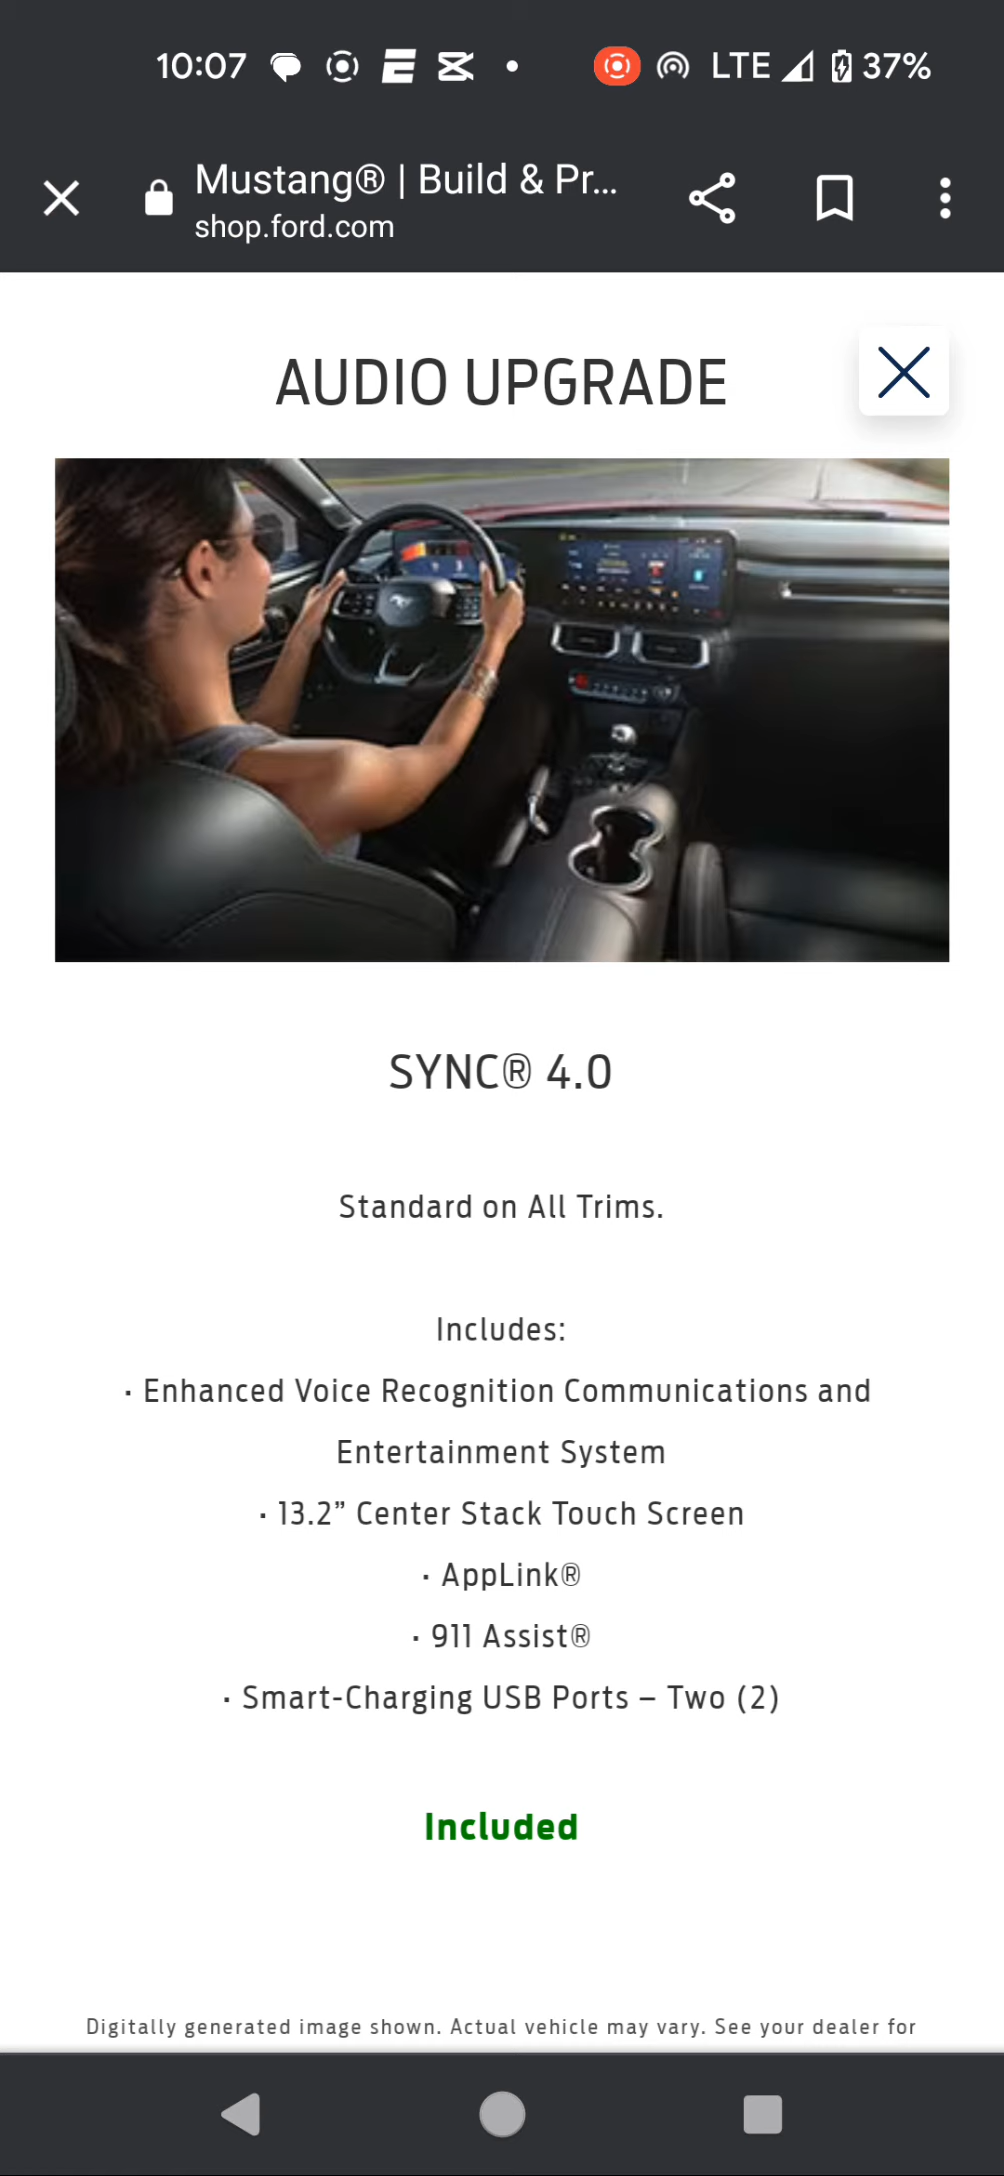 10:07
LTE 37%
Mustang® | Build & Pr...
shop.ford.com
AUDIO UPGRADE
SYNC® 4.0
Standard on All Trims.
Includes:
· Enhanced Voice Recognition Communications and
Entertainment System
· 13.2” Center Stack Touch Screen
· AppLink®
· 911 Assist®
· Smart-Charging USB Ports – Two (2)
Included
Digitally generated image shown. Actual vehicle may vary. See your dealer for